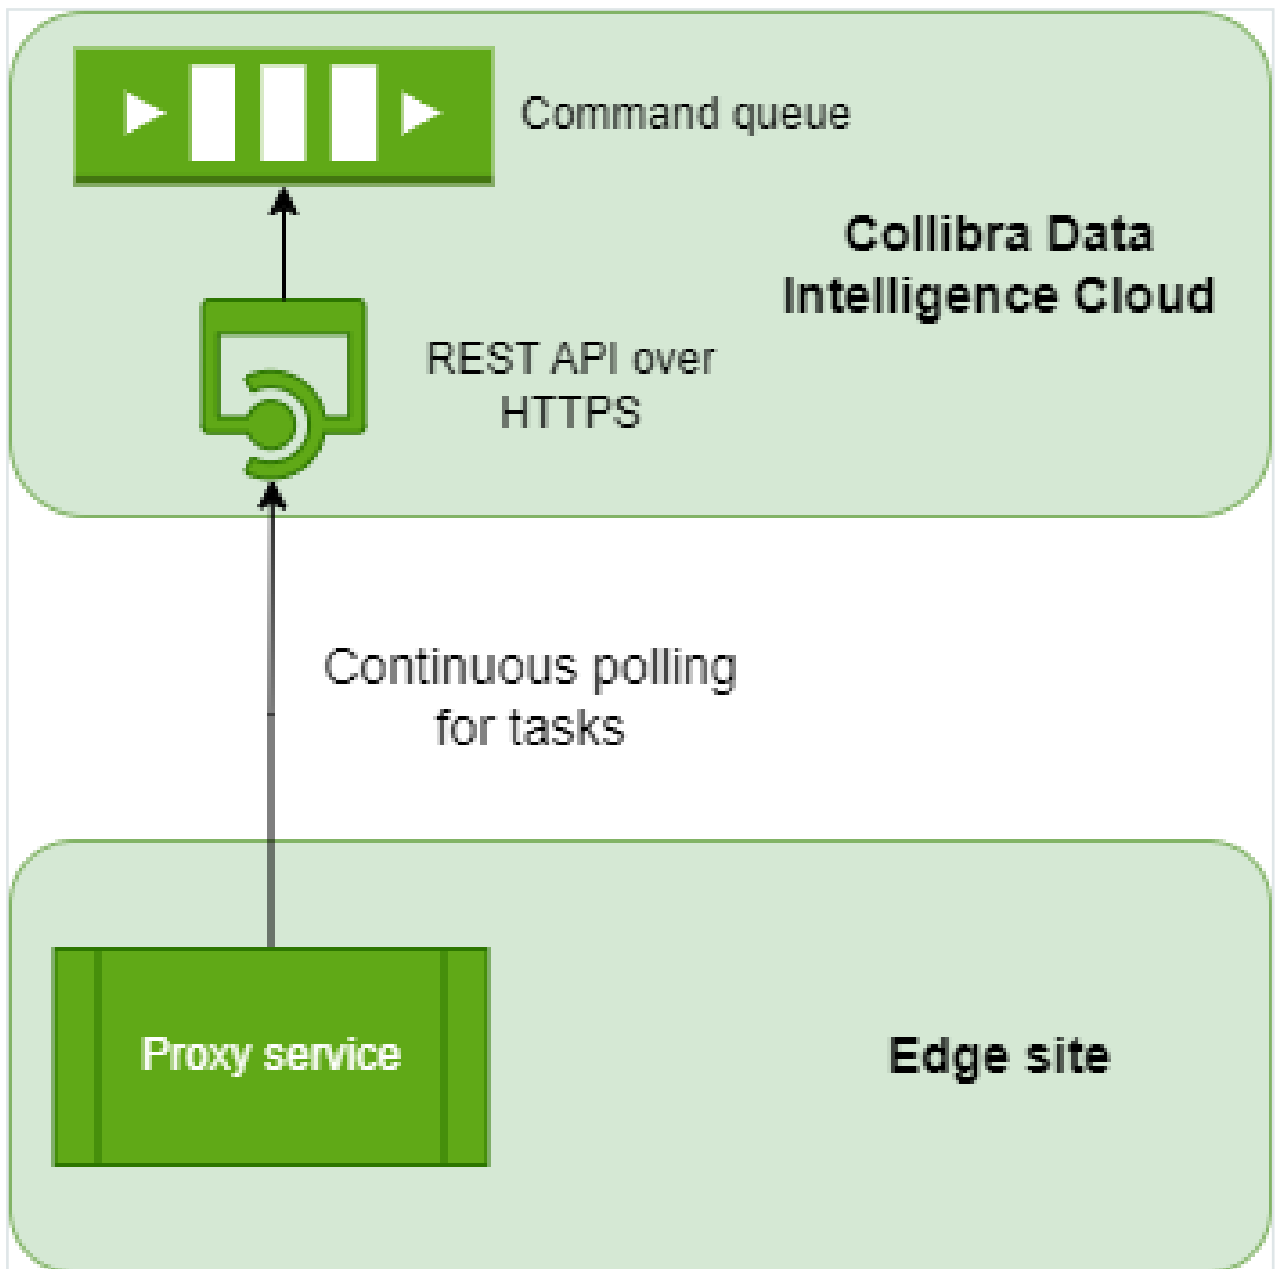 Command queue
Collibra Data
Intelligence Cloud
REST API over
HTTPS
Continuous polling
for tasks
Proxy service
Edge site